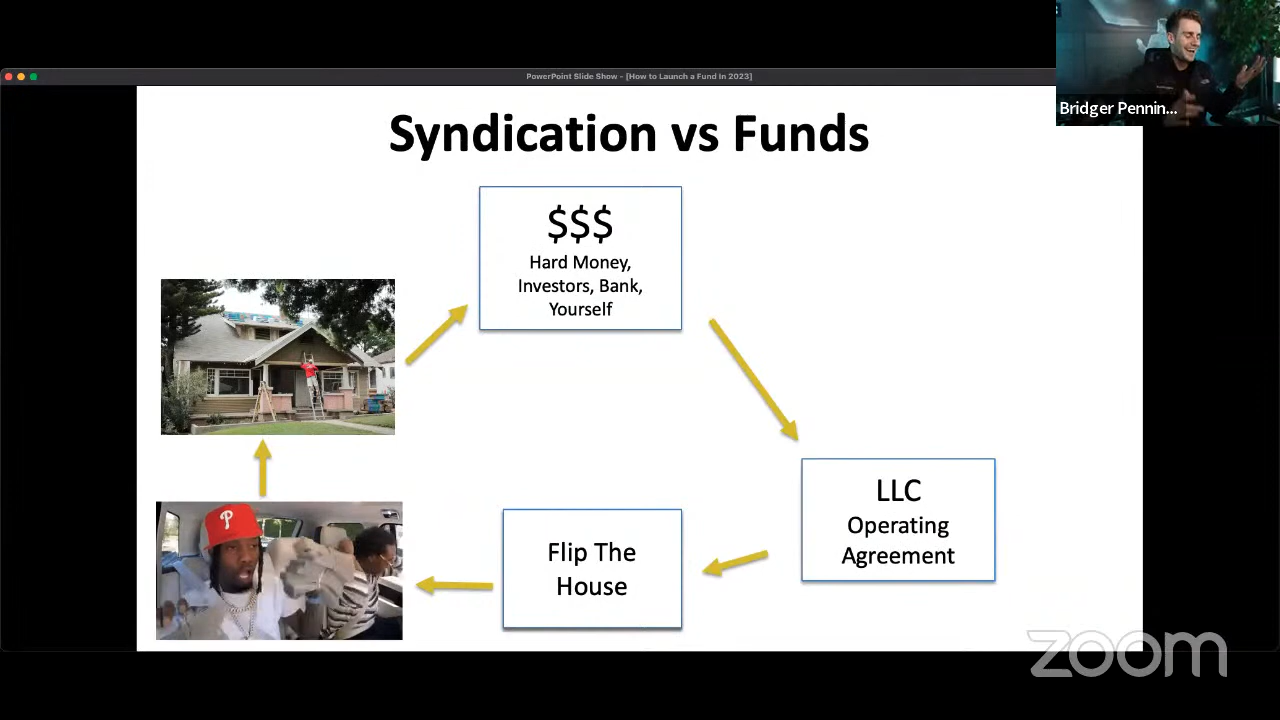 PowerPoint Slide Show - [How to Launch a Fund In 2023]
Bridger Pennin...
Syndication vs Funds
$$$
Hard Money,
Investors, Bank,
Yourself
LLC
Operating
Agreement
Flip The
House
P
zoom